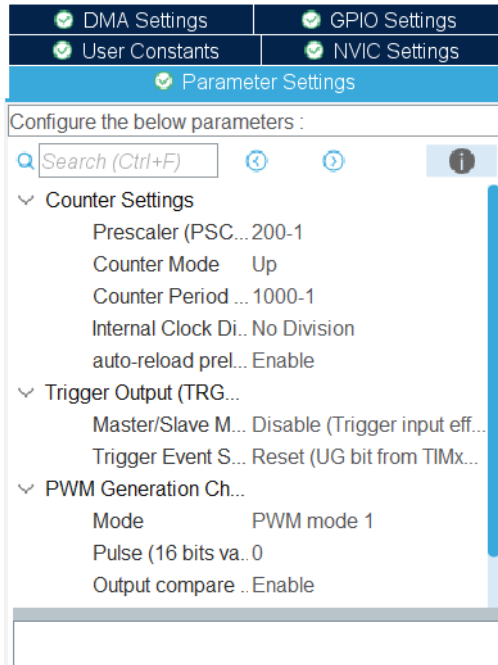 DMA Settings GPIO Settings
User Constants NVIC Settings
Parameter Settings
Configure the below parameters :
Search (Ctrl+F)
Counter Settings
Prescaler (PSC... 200-1
Counter Mode Up
Counter Period ... 1000-1
Internal Clock Di.. No Division
auto-reload prel... Enable
Trigger Output (TRG...
Master/Slave M... Disable (Trigger input eff...
Trigger Event S... Reset (UG bit from TIMx...
PWM Generation Ch...
Mode PWM mode 1
Pulse (16 bits va.. 0
Output compare .. Enable